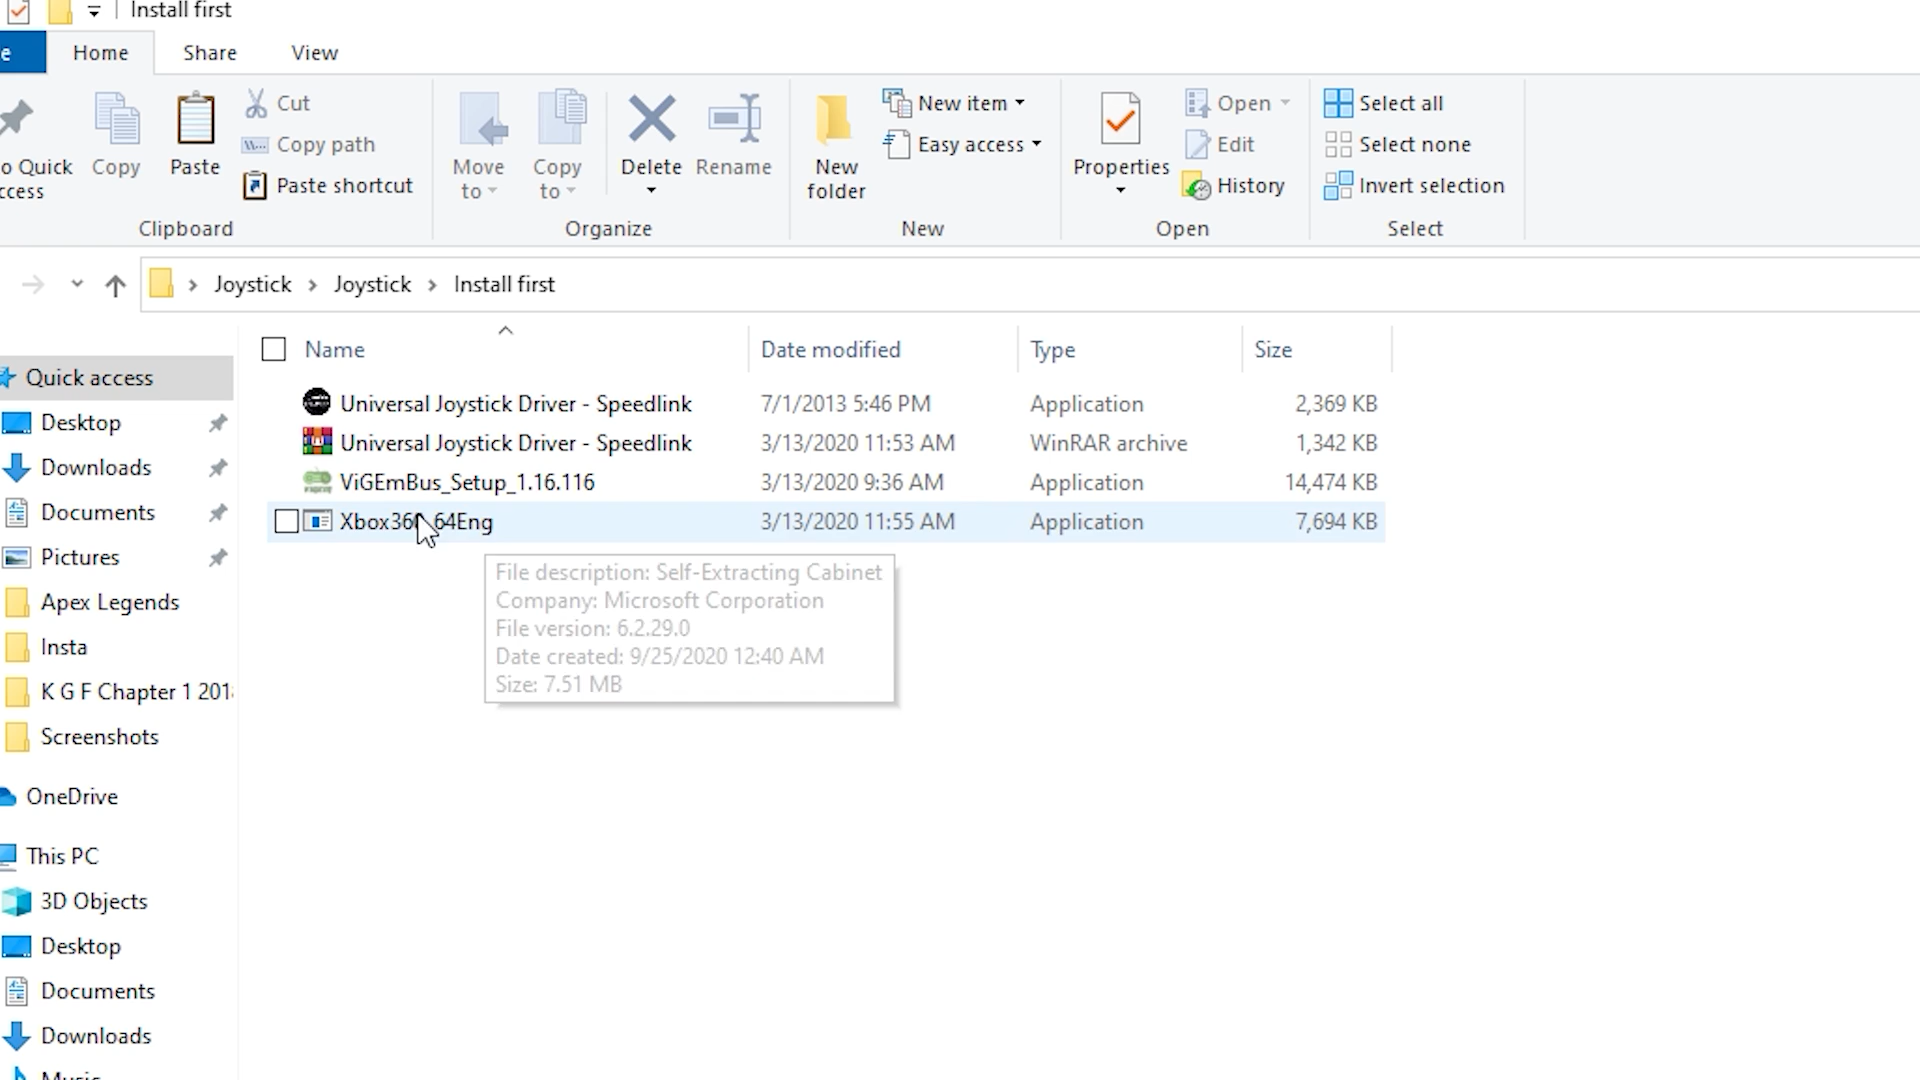 Install first
e Home Share View
Cut
Copy path
Paste shortcut
o Quick
ccess
Copy
Paste
Clipboard
Move
to
Copy
to
Delete
Rename
Organize
New
folder
New item
Easy access
New
Properties
Open
Edit
History
Open
Select all
Select none
Invert selection
Select
Joystick > Joystick > Install first
Name Date modified Type Size
Universal Joystick Driver - Speedlink 7/1/2013 5:46 PM Application 2,369 KB
Universal Joystick Driver - Speedlink 3/13/2020 11:53 AM WinRAR archive 1,342 KB
ViGEmBus_Setup_1.16.116 3/13/2020 9:36 AM Application 14,474 KB
Xbox360_64Eng 3/13/2020 11:55 AM Application 7,694 KB
File description: Self-Extracting Cabinet
Company: Microsoft Corporation
File version: 6.2.29.0
Date created: 9/25/2020 12:40 AM
Size: 7.51 MB
Quick access
Desktop
Downloads
Documents
Pictures
Apex Legends
Insta
K G F Chapter 1 201
Screenshots
OneDrive
This PC
3D Objects
Desktop
Documents
Downloads
Music